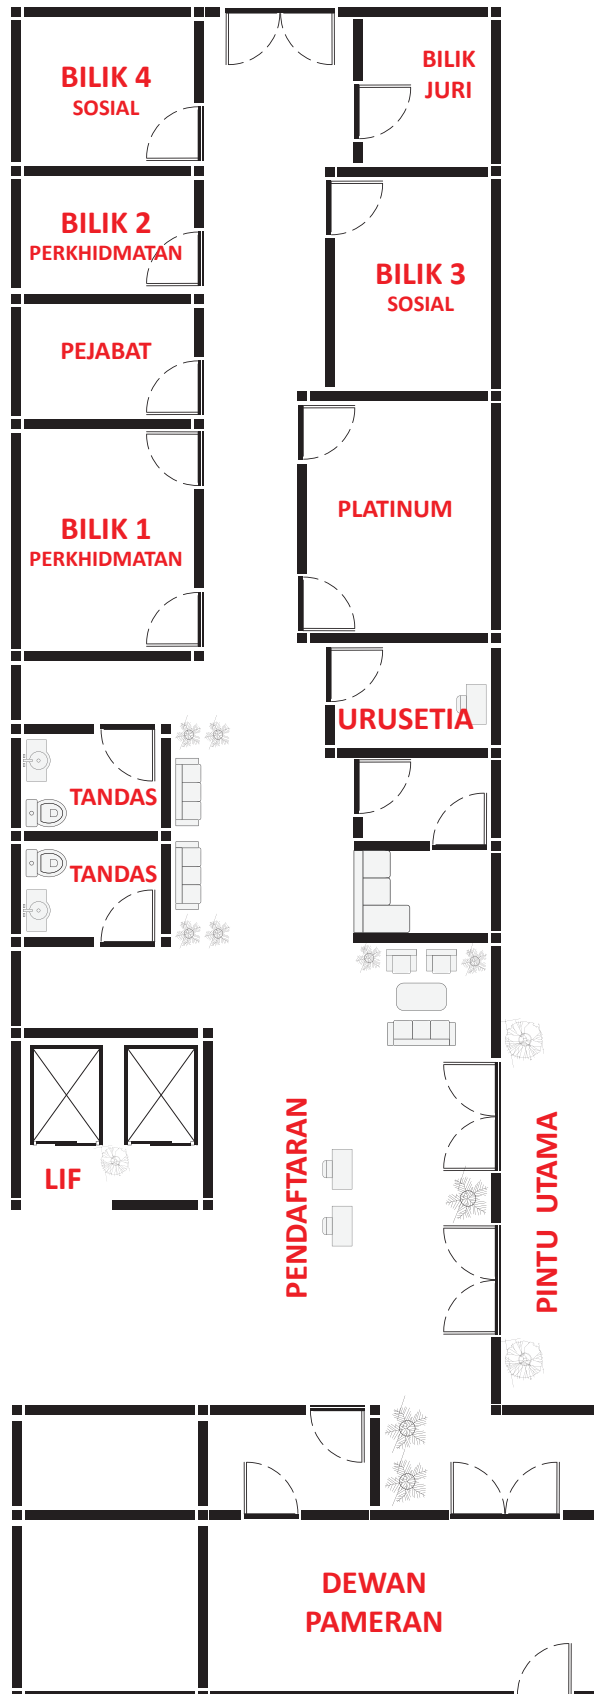 BILIK 4
SOSIAL
BILIK
JURI
BILIK 2
PERKHIDMATAN
BILIK 3
SOSIAL
PEJABAT
PLATINUM
BILIK 1
PERKHIDMATAN
URUSETIA
TANDAS
TANDAS
LIF
PENDAFTARAN
PINTU UTAMA
DEWAN
PAMERAN